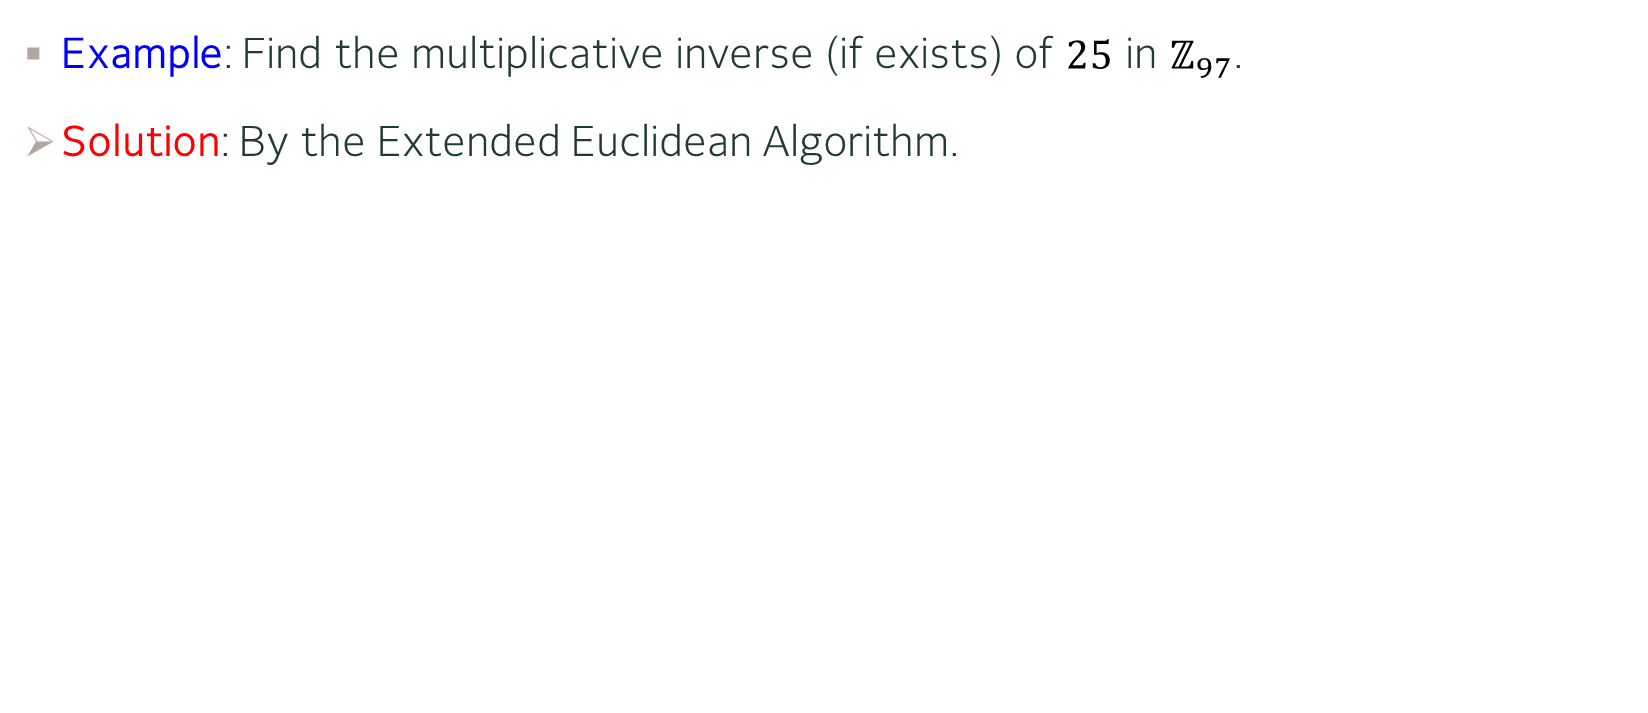 ▪ Example: Find the multiplicative inverse (if exists) of 25 in ℤ₉₇.
➢ Solution: By the Extended Euclidean Algorithm.